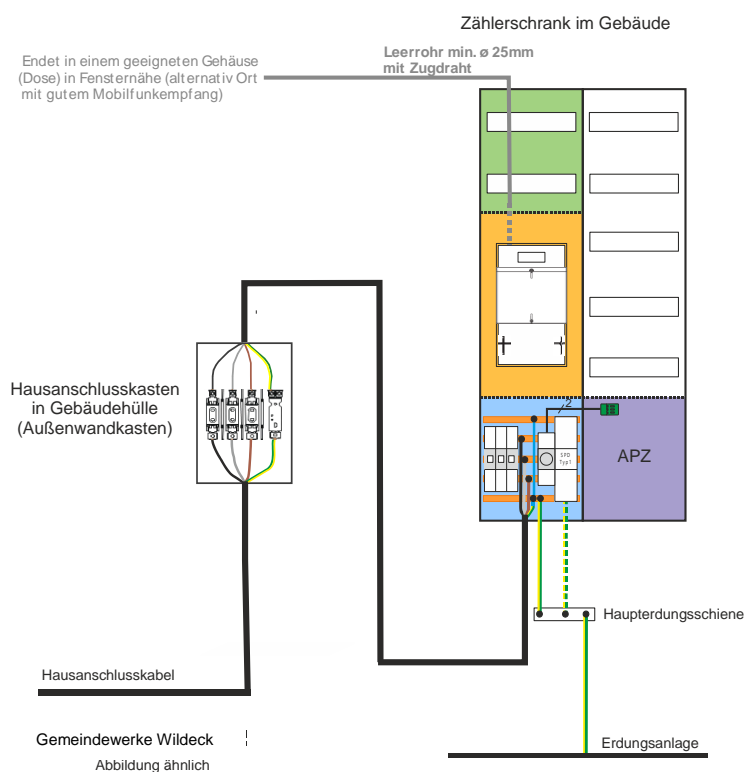 Zählerschrank im Gebäude
Endet in einem geeigneten Gehäuse
(Dose) in Fensternähe (alternativ Ort
mit gutem Mobilfunkempfang)
Leerrohr min. ø 25mm
mit Zugdraht
Hausanschlusskasten
in Gebäudehülle
(Außenwandkasten)
2
SPD
Typ1
APZ
Haupterdungsschiene
Hausanschlusskabel
Gemeindewerke Wildeck
Abbildung ähnlich
Erdungsanlage